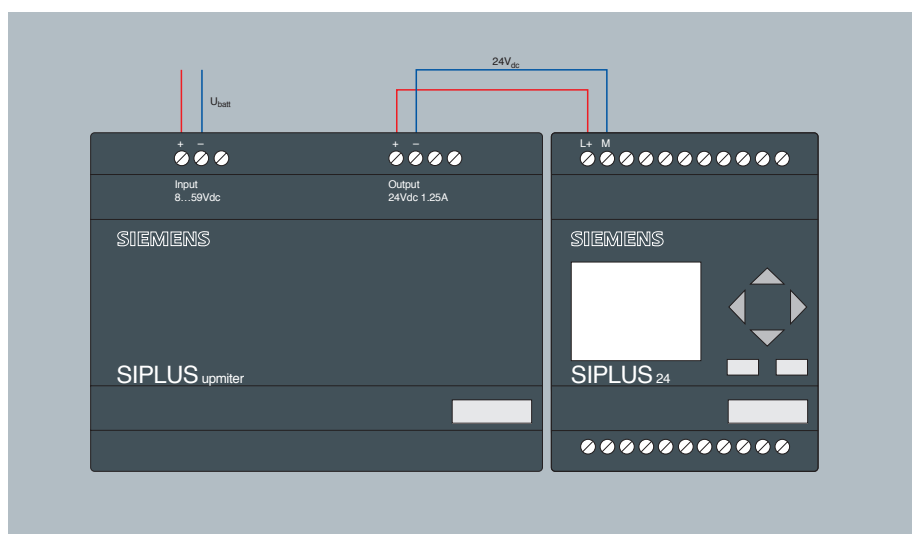 24Vdc
Ubatt
+ –
+ –
L+ M
Input
8...59Vdc
Output
24Vdc 1.25A
SIEMENS
SIEMENS
SIPLUS upmiter
SIPLUS 24